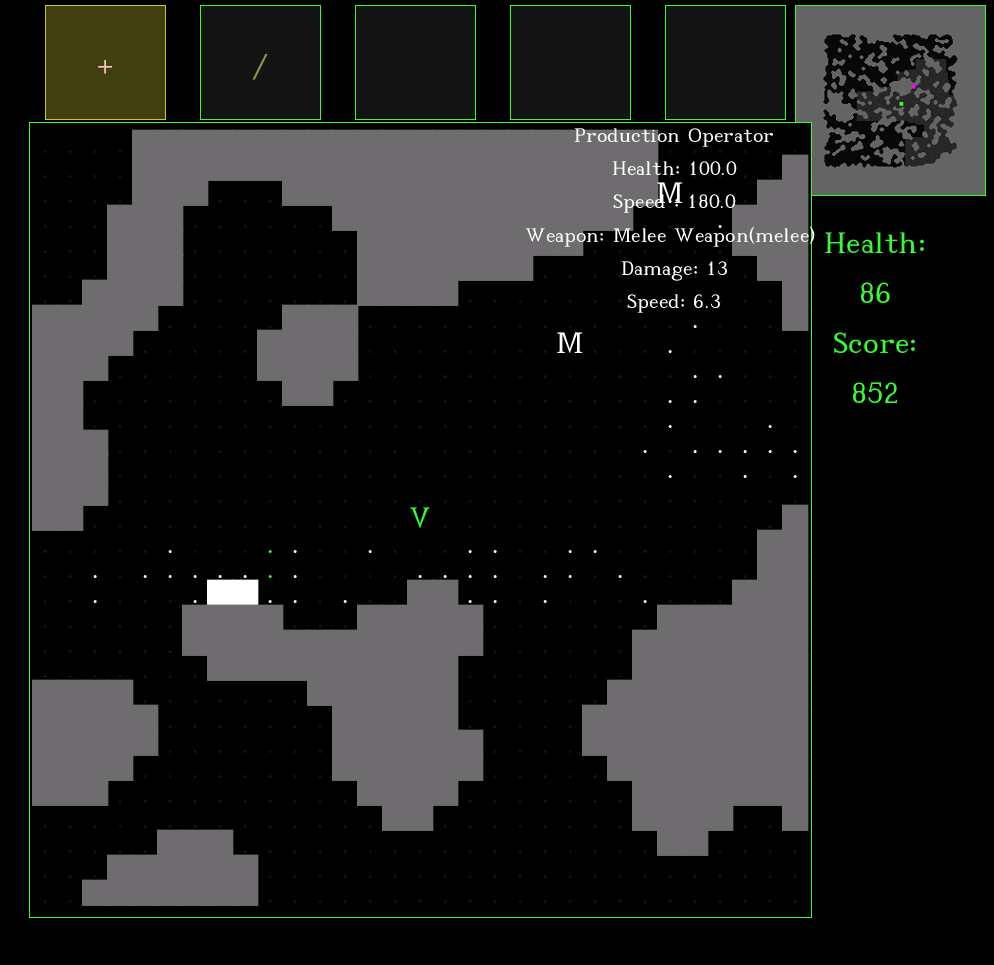 + /
Production Operator
Health: 100.0
M
Speed : 180.0
Weapon: Melee Weapon(melee)
Damage: 13
Speed: 6.3
M
V
Health:
86
Score:
852